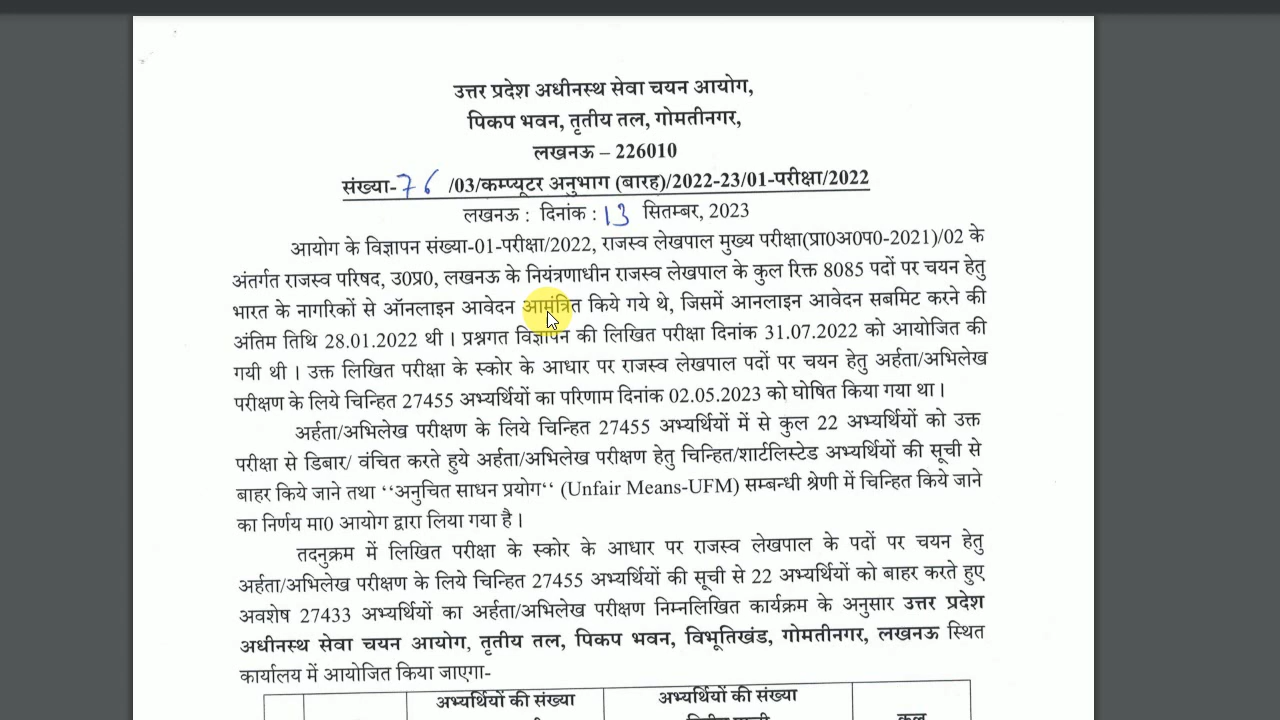 उत्तर प्रदेश अधीनस्थ सेवा चयन आयोग,
पिकप भवन, तृतीय तल, गोमतीनगर,
लखनऊ – 226010
संख्या-76 /03/कम्प्यूटर अनुभाग (बारह)/2022-23/01-परीक्षा/2022
लखनऊ : दिनांक : 13 सितम्बर, 2023
आयोग के विज्ञापन संख्या-01-परीक्षा/2022, राजस्व लेखपाल मुख्य परीक्षा(प्रा0अ0प0-2021)/02 के
अंतर्गत राजस्व परिषद, उ0प्र0, लखनऊ के नियंत्रणाधीन राजस्व लेखपाल के कुल रिक्त 8085 पदों पर चयन हेतु
भारत के नागरिकों से ऑनलाइन आवेदन आमंत्रित किये गये थे, जिसमें आनलाइन आवेदन सबमिट करने की
अंतिम तिथि 28.01.2022 थी । प्रश्नगत विज्ञापन की लिखित परीक्षा दिनांक 31.07.2022 को आयोजित की
गयी थी । उक्त लिखित परीक्षा के स्कोर के आधार पर राजस्व लेखपाल पदों पर चयन हेतु अर्हता/अभिलेख
परीक्षण के लिये चिन्हित 27455 अभ्यर्थियों का परिणाम दिनांक 02.05.2023 को घोषित किया गया था ।
अर्हता/अभिलेख परीक्षण के लिये चिन्हित 27455 अभ्यर्थियों में से कुल 22 अभ्यर्थियों को उक्त
परीक्षा से डिबार/ वंचित करते हुये अर्हता/अभिलेख परीक्षण हेतु चिन्हित/शार्टलिस्टेड अभ्यर्थियों की सूची से
बाहर किये जाने तथा ‘‘अनुचित साधन प्रयोग‘‘ (Unfair Means-UFM) सम्बन्धी श्रेणी में चिन्हित किये जाने
का निर्णय मा0 आयोग द्वारा लिया गया है ।
तदनुक्रम में लिखित परीक्षा के स्कोर के आधार पर राजस्व लेखपाल के पदों पर चयन हेतु
अर्हता/अभिलेख परीक्षण के लिये चिन्हित 27455 अभ्यर्थियों की सूची से 22 अभ्यर्थियों को बाहर करते हुए
अवशेष 27433 अभ्यर्थियों का अर्हता/अभिलेख परीक्षण निम्नलिखित कार्यक्रम के अनुसार उत्तर प्रदेश
अधीनस्थ सेवा चयन आयोग, तृतीय तल, पिकप भवन, विभूतिखंड, गोमतीनगर, लखनऊ स्थित
कार्यालय में आयोजित किया जाएगा-
अभ्यर्थियों की संख्या अभ्यर्थियों की संख्या
कुल